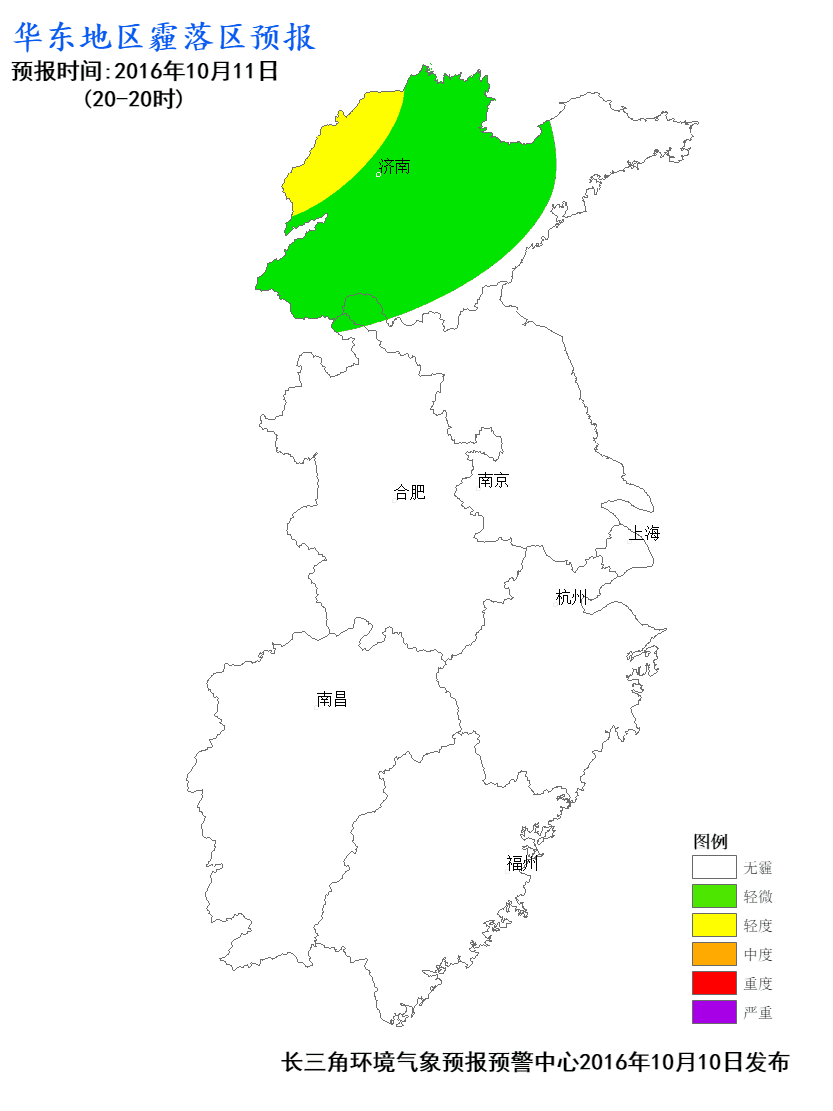 华东地区霾落区预报
预报时间:2016年10月11日
(20-20时)
济南
合肥
南京
上海
杭州
南昌
福州
图例
无霾
轻微
轻度
中度
重度
严重
长三角环境气象预报预警中心2016年10月10日发布